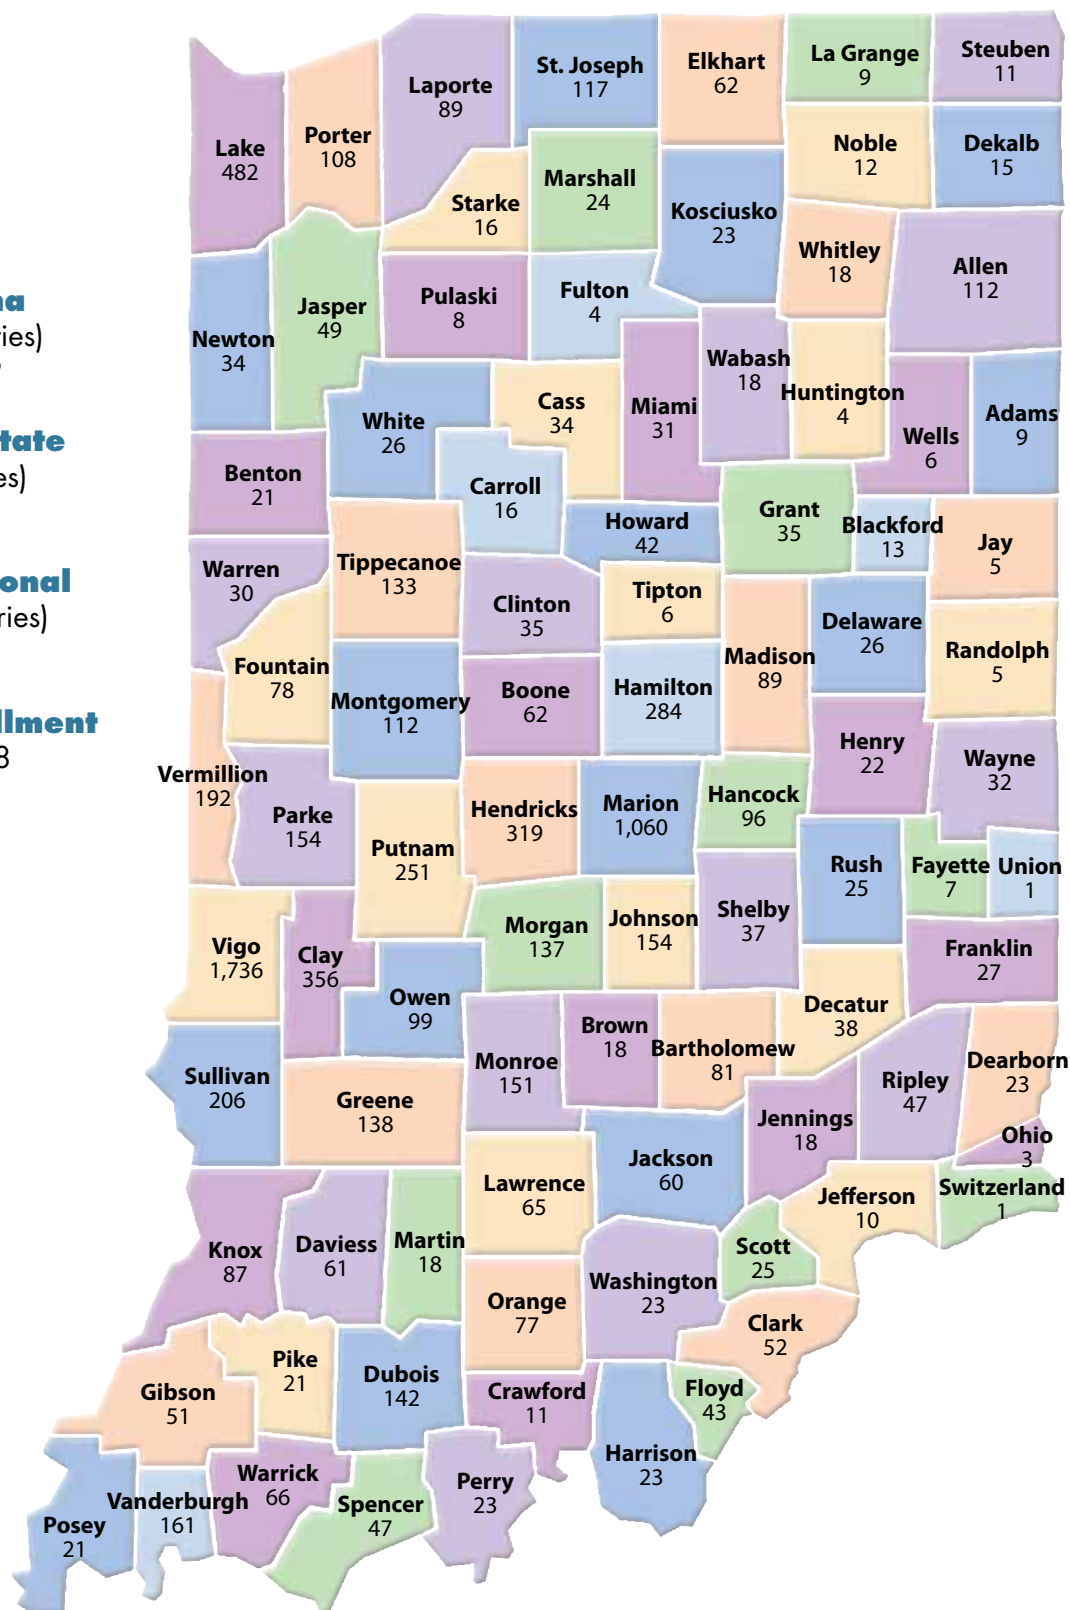 St. Joseph
117
Elkhart
62
La Grange
9
Steuben
11
Laporte
89
Lake
482
Porter
108
Noble
12
Dekalb
15
Marshall
24
Starke
16
Kosciusko
23
Whitley
18
Allen
112
Newton
34
Jasper
49
Pulaski
8
Fulton
4
Wabash
18
Huntington
4
Miami
31
Cass
34
White
26
Wells
6
Adams
9
Benton
21
Carroll
16
Howard
42
Grant
35
Blackford
13
Jay
5
Warren
30
Tippecanoe
133
Clinton
35
Tipton
6
Delaware
26
Randolph
5
Madison
89
Fountain
78
Montgomery
112
Boone
62
Hamilton
284
Henry
22
Wayne
32
Vermillion
192
Parke
154
Putnam
251
Hendricks
319
Marion
1,060
Hancock
96
Rush
25
Fayette
7
Union
1
Shelby
37
Johnson
154
Morgan
137
Vigo
1,736
Clay
356
Owen
99
Franklin
27
Decatur
38
Brown
18
Bartholomew
81
Monroe
151
Sullivan
206
Greene
138
Dearborn
23
Ripley
47
Jennings
18
Ohio
3
Switzerland
1
Jackson
60
Lawrence
65
Jefferson
10
Knox
87
Daviess
61
Martin
18
Scott
25
Washington
23
Orange
77
Clark
52
Pike
21
Dubois
142
Gibson
51
Crawford
11
Floyd
43
Harrison
23
Warrick
66
Perry
23
Vanderburgh
161
Spencer
47
Posey
21